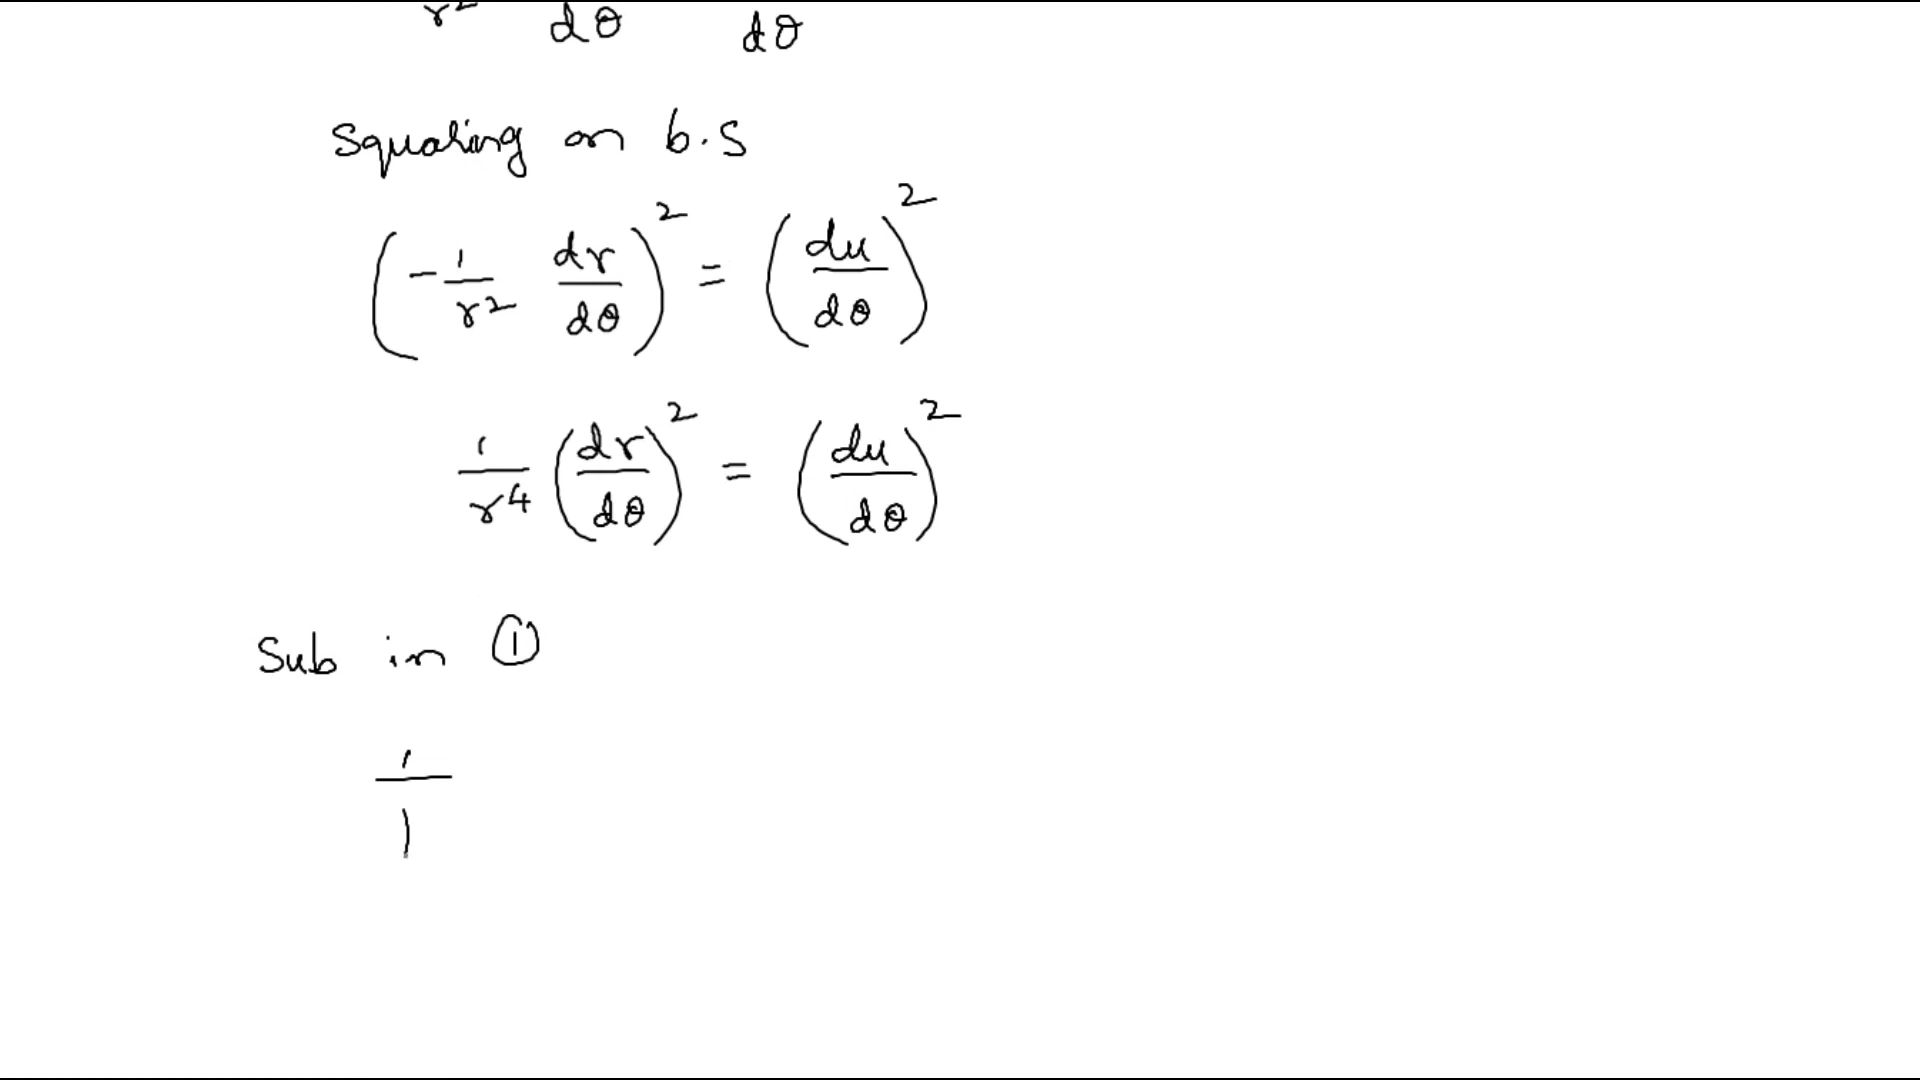 r² dθ dθ
Squaring on b.s
(-1/r² dr/dθ)² = (du/dθ)²
1/r⁴ (dr/dθ)² = (du/dθ)²
Sub in ①
1/1